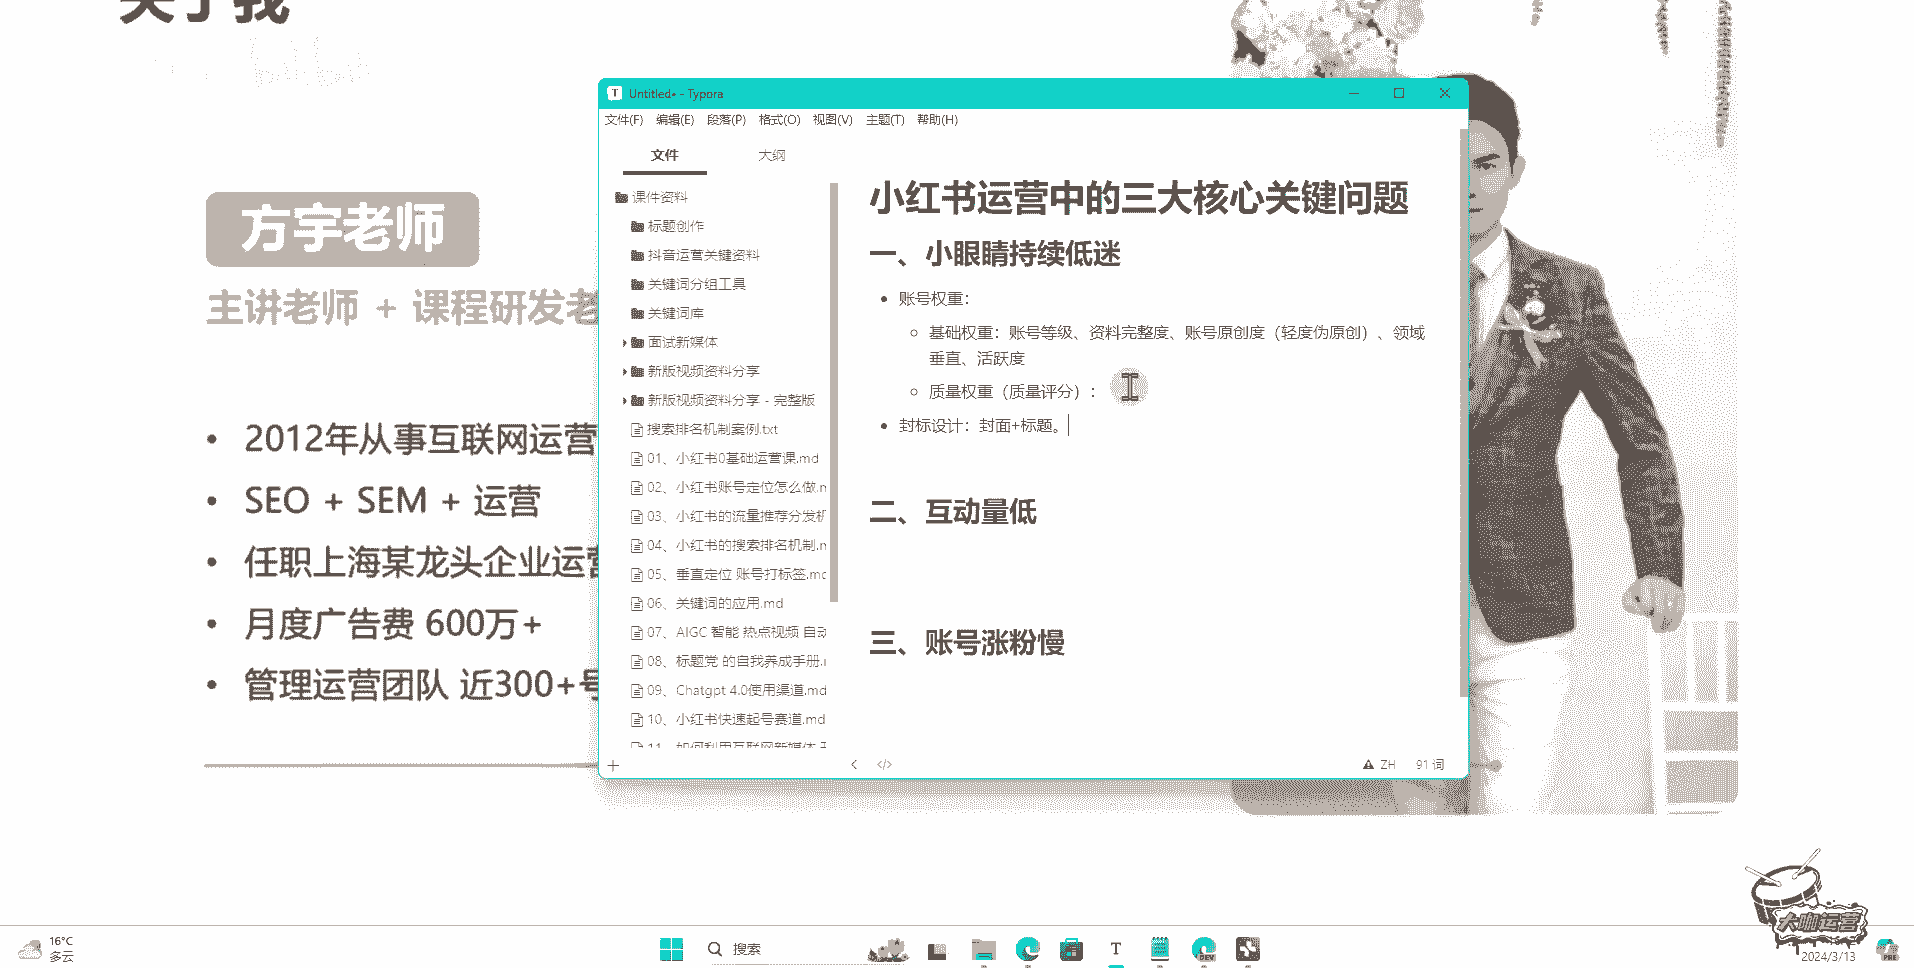 关于我
bilibili
方宇老师
主讲老师 + 课程研发老
2012年从事互联网运营
SEO + SEM + 运营
任职上海某龙头企业运营
月度广告费 600万+
管理运营团队 近300+号
Untitled• - Typora
文件(F) 编辑(E) 段落(P) 格式(O) 视图(V) 主题(T) 帮助(H)
文件 大纲
课件资料
标题创作
抖音运营关键资料
关键词分组工具
关键词库
面试新媒体
新版视频资料分享
新版视频资料分享 - 完整版
搜索排名机制案例.txt
01、小红书0基础运营课.md
02、小红书账号定位怎么做.m
03、小红书的流量推荐分发机
04、小红书的搜索排名机制.m
05、垂直定位 账号打标签.md
06、关键词的应用.md
07、AIGC 智能 热点视频 自动
08、标题党 的自我养成手册.m
09、Chatgpt 4.0使用渠道.md
10、小红书快速起号赛道.md
11、如何利用互联网新媒体
小红书运营中的三大核心关键问题
一、小眼睛持续低迷
账号权重：
基础权重：账号等级、资料完整度、账号原创度（轻度伪原创）、领域
垂直、活跃度
质量权重（质量评分）：
封标设计：封面+标题。
二、互动量低
三、账号涨粉慢
ZH 91 词
大咖运营
16°C
多云
搜索
DEV
2024/3/13
PRE